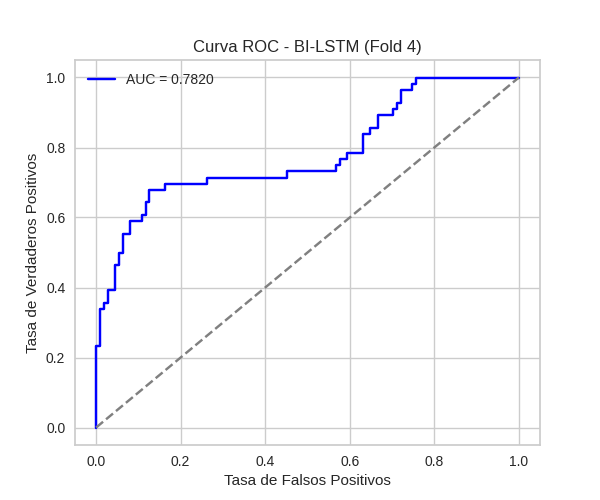 Curva ROC - BI-LSTM (Fold 4)
AUC = 0.7820
Tasa de Verdaderos Positivos
1.0
0.8
0.6
0.4
0.2
0.0
0.0 0.2 0.4 0.6 0.8 1.0
Tasa de Falsos Positivos